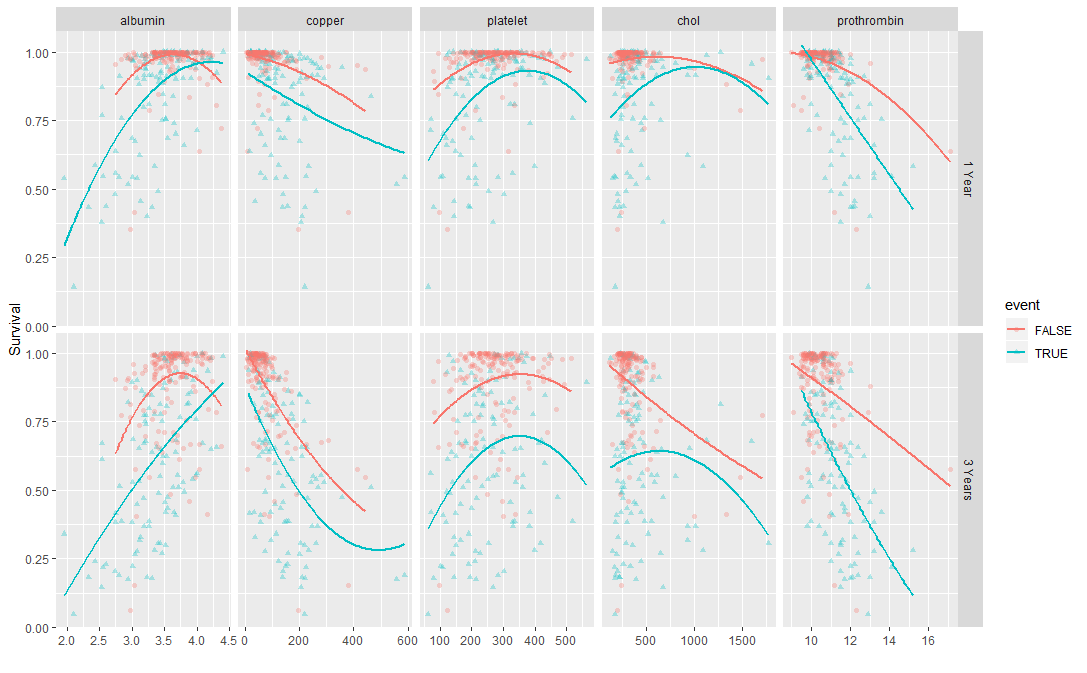 albumin copper platelet chol prothrombin
1.00
0.75
0.50
0.25
0.00
1 Year
1.00
0.75
0.50
0.25
0.00
3 Years
Survival
2.0 2.5 3.0 3.5 4.0 4.5
0 200 400 600
100 200 300 400 500
500 1000 1500
10 12 14 16
event
FALSE
TRUE